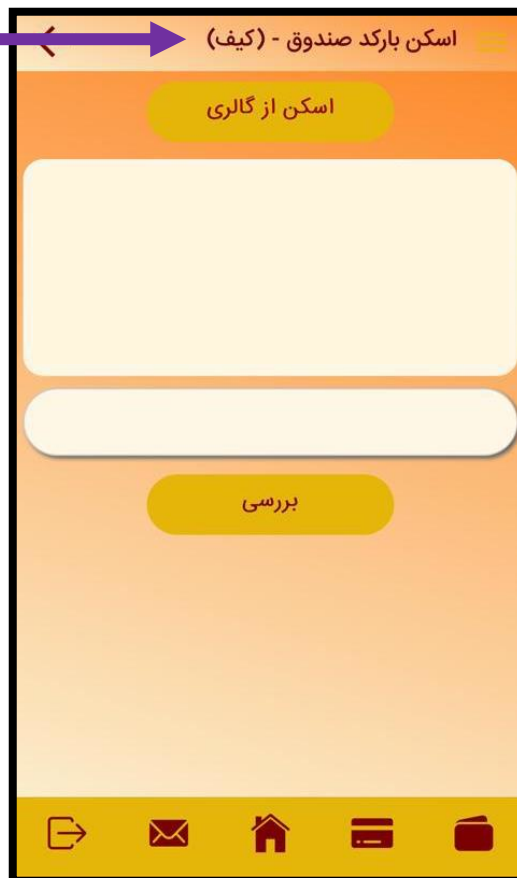 اسکن بارکد صندوق - (کیف)
اسکن از گالری
بررسی